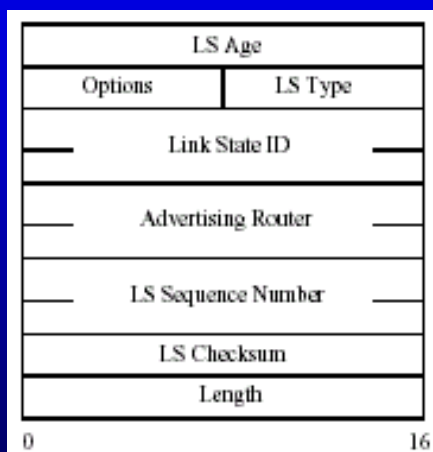 LS Age
Options LS Type
Link State ID
Advertising Router
LS Sequence Number
LS Checksum
Length
0 16